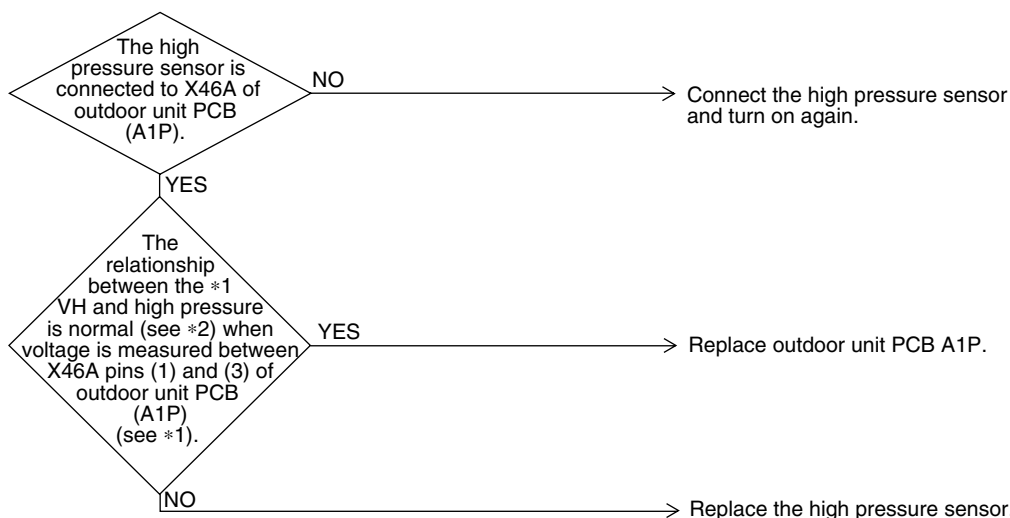 The high
pressure sensor is
connected to X46A of
outdoor unit PCB
(A1P).
NO
Connect the high pressure sensor
and turn on again.
YES
The
relationship
between the *1
VH and high pressure
is normal (see *2) when
voltage is measured between
X46A pins (1) and (3) of
outdoor unit PCB
(A1P)
(see *1).
YES
Replace outdoor unit PCB A1P.
NO
Replace the high pressure sensor